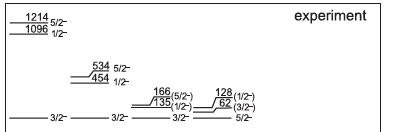 experiment
1214 5/2-
1096 1/2-
534 5/2-
454 1/2-
166 (5/2-) 128 (1/2-)
135 (1/2-) 62 (3/2-)
3/2- 3/2- 3/2- 5/2-